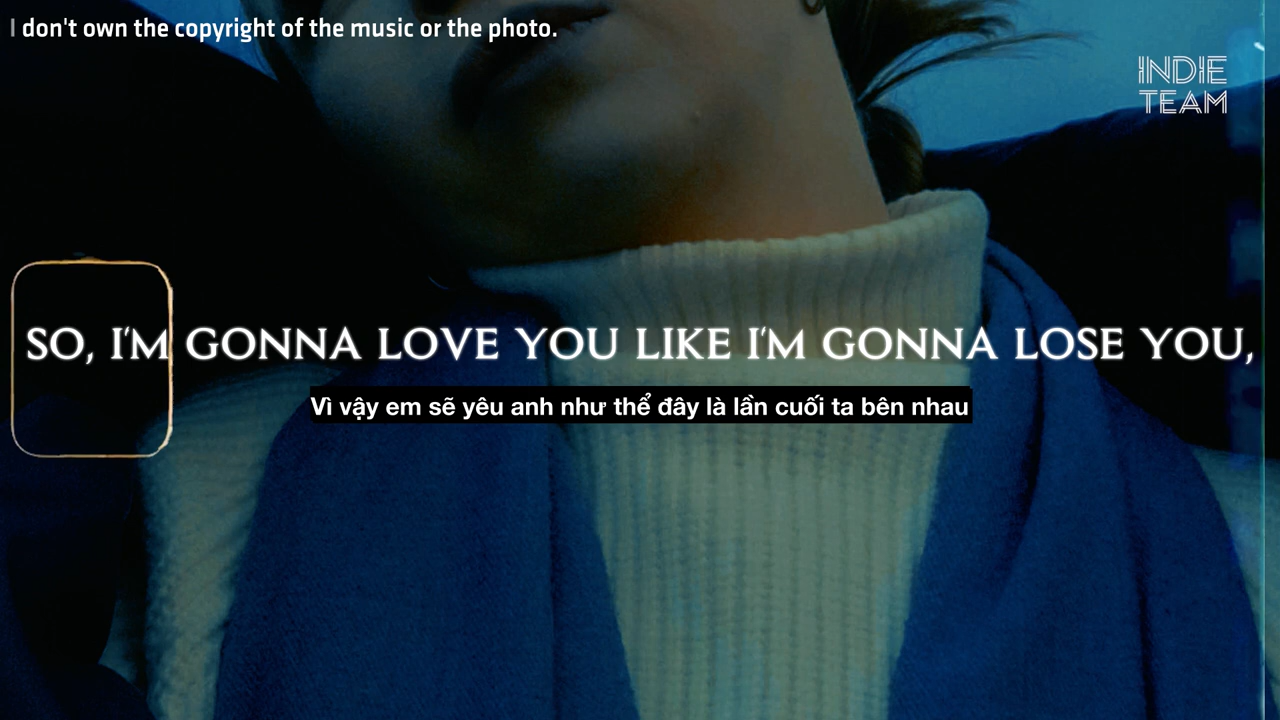 I don't own the copyright of the music or the photo.
INDIE
TEAM
SO, I'M GONNA LOVE YOU LIKE I'M GONNA LOSE YOU,
Vì vậy em sẽ yêu anh như thể đây là lần cuối ta bên nhau